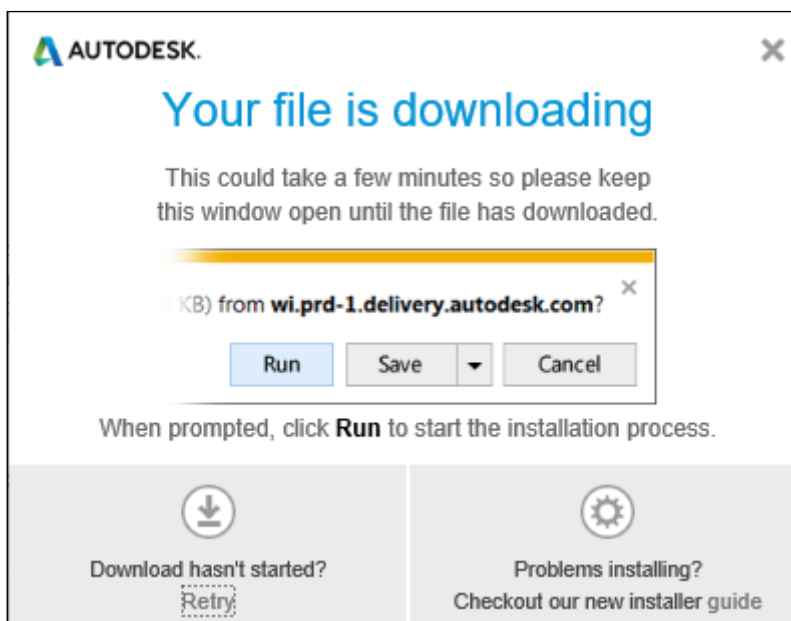 AUTODESK.
Your file is downloading
This could take a few minutes so please keep
this window open until the file has downloaded.
KB) from wi.prd-1.delivery.autodesk.com?
Run Save Cancel
When prompted, click Run to start the installation process.
Download hasn't started?
Retry
Problems installing?
Checkout our new installer guide